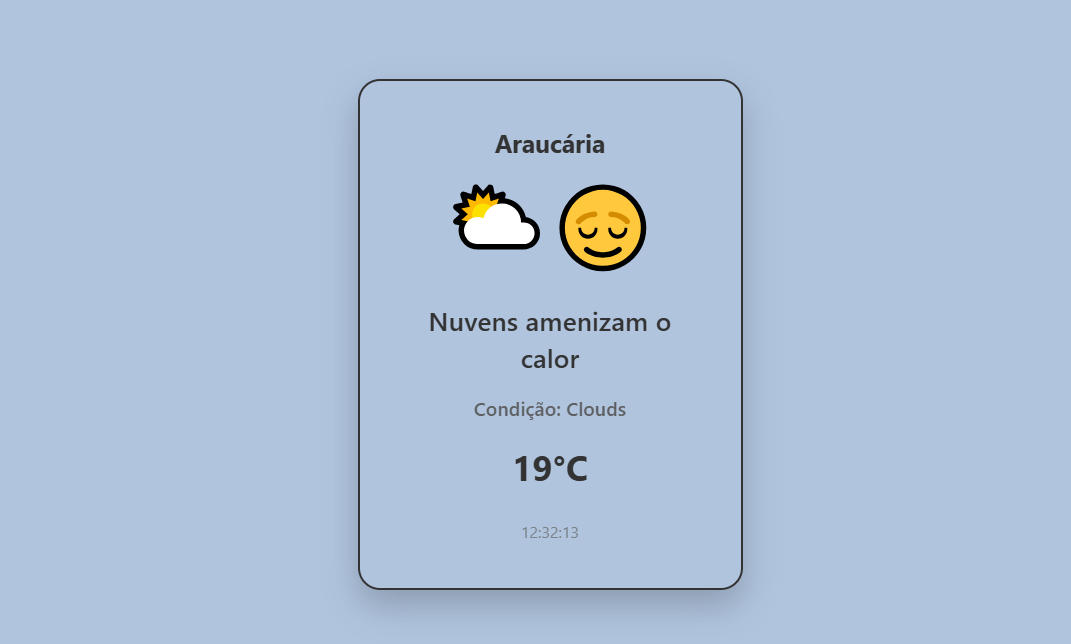 Araucária
Nuvens amenizam o
calor
Condição: Clouds
19°C
12:32:13